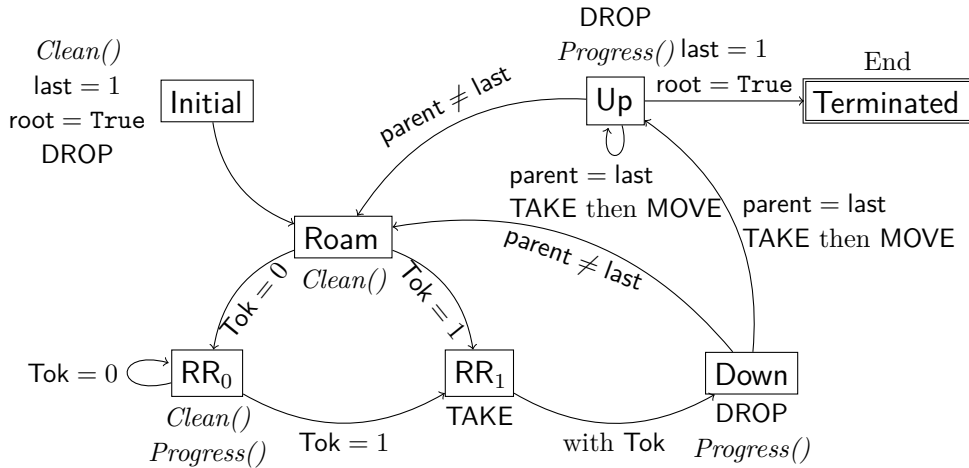 Clean()
last = 1
root = True
DROP
Initial
DROP
Progress()
last = 1
root = True
Up
End
Terminated
parent ≠ last
parent = last
TAKE then MOVE
parent = last
TAKE then MOVE
Roam
Clean()
parent ≠ last
Tok = 0
Tok = 1
Tok = 0
RR₀
Clean()
Progress()
Tok = 1
RR₁
TAKE
with Tok
Down
DROP
Progress()